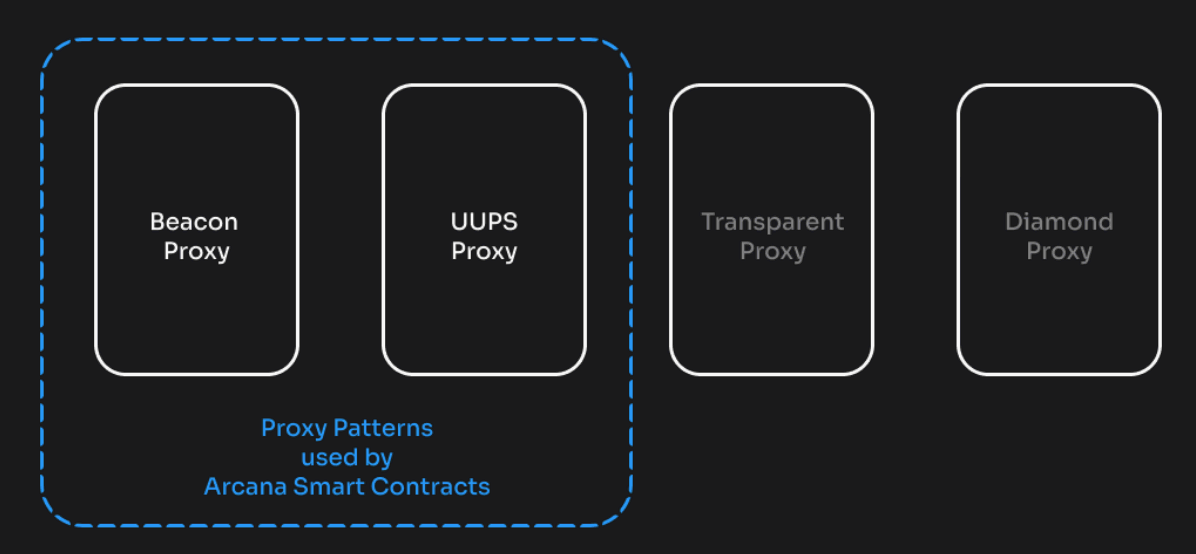 Beacon
Proxy
UUPS
Proxy
Transparent
Proxy
Diamond
Proxy
Proxy Patterns
used by
Arcana Smart Contracts